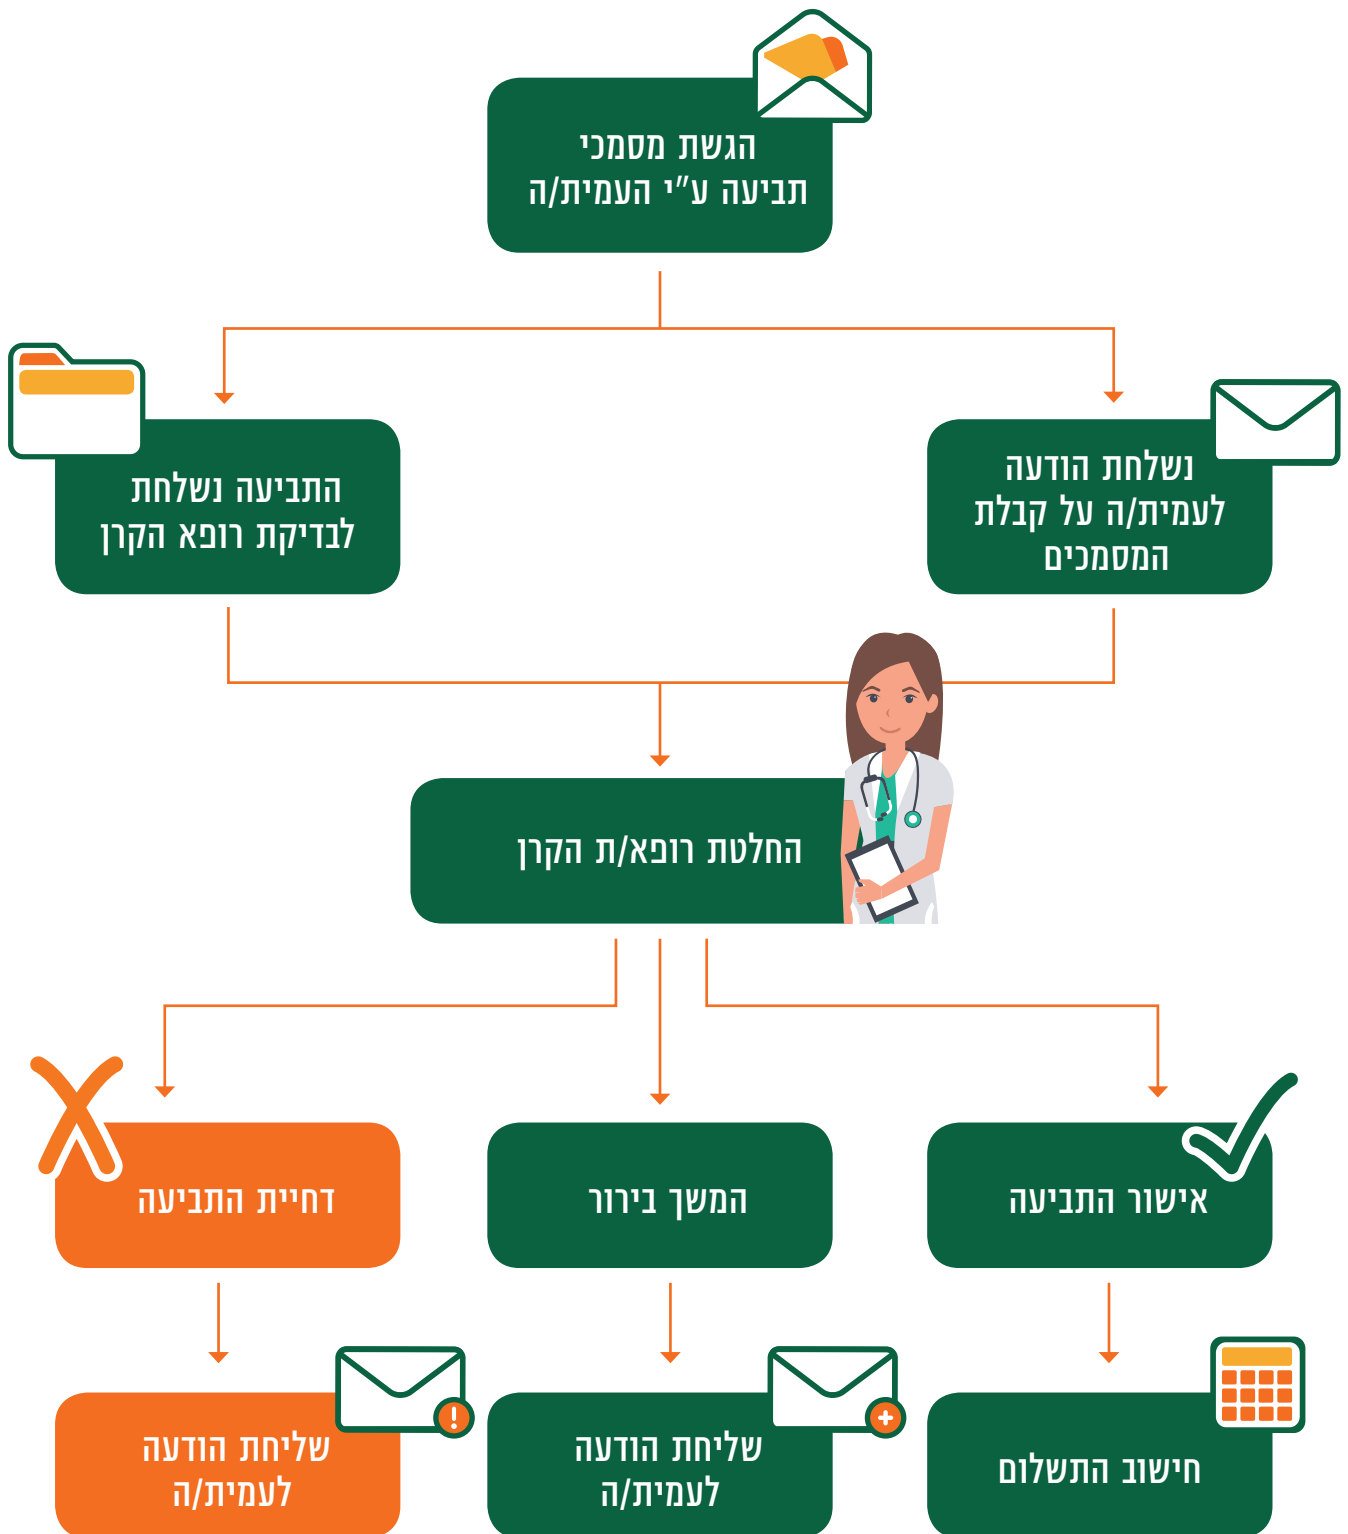 הגשת מסמכי
תביעה ע"י העמית/ה
נשלחת הודעה
לעמית/ה על קבלת
המסמכים
התביעה נשלחת
לבדיקת רופא הקרן
החלטת רופא/ת הקרן
אישור התביעה
המשך בירור
דחיית התביעה
חישוב התשלום
שליחת הודעה
לעמית/ה
שליחת הודעה
לעמית/ה